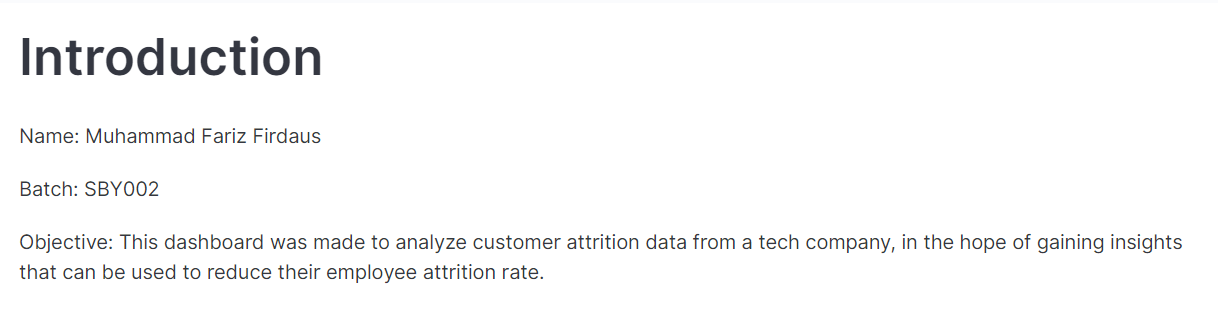 Introduction
Name: Muhammad Fariz Firdaus
Batch: SBY002
Objective: This dashboard was made to analyze customer attrition data from a tech company, in the hope of gaining insights
that can be used to reduce their employee attrition rate.